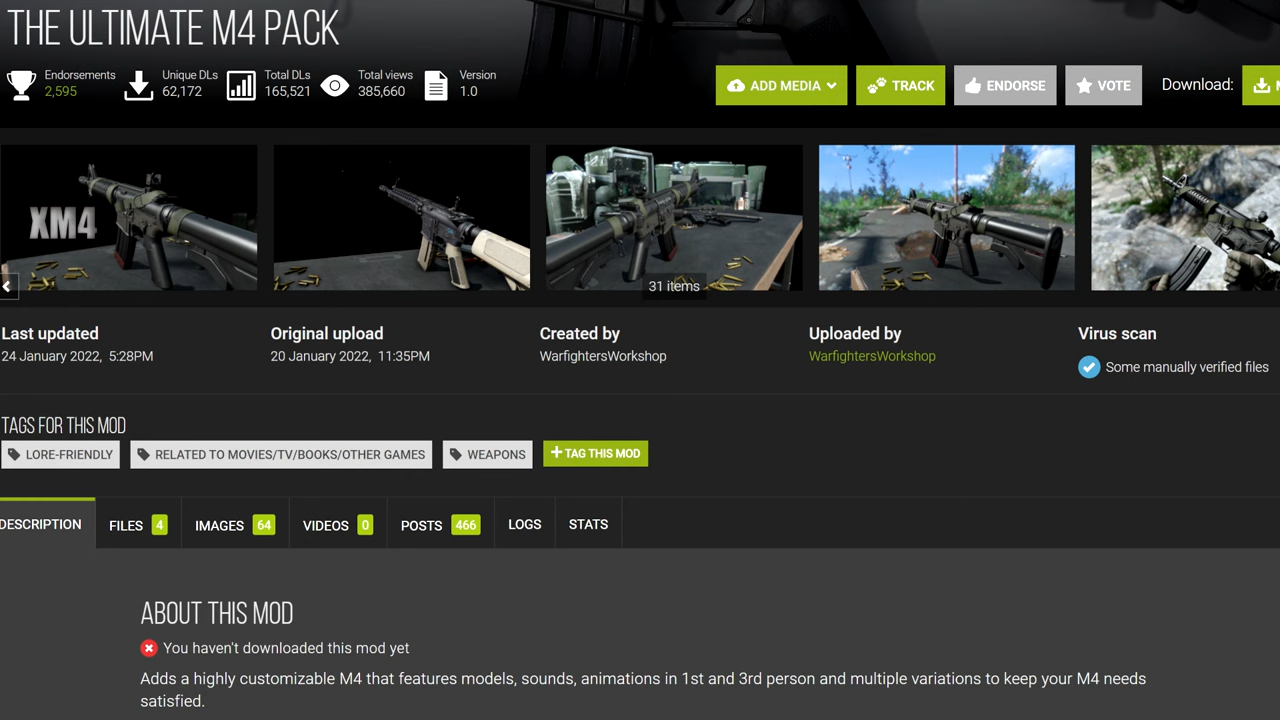 THE ULTIMATE M4 PACK
Endorsements
2,595
Unique DLs
62,172
Total DLs
165,521
Total views
385,660
Version
1.0
ADD MEDIA
TRACK
ENDORSE
VOTE
Download:
XM4
31 items
Last updated
24 January 2022, 5:28PM
Original upload
20 January 2022, 11:35PM
Created by
WarfightersWorkshop
Uploaded by
WarfightersWorkshop
Virus scan
Some manually verified files
TAGS FOR THIS MOD
LORE-FRIENDLY
RELATED TO MOVIES/TV/BOOKS/OTHER GAMES
WEAPONS
+TAG THIS MOD
DESCRIPTION
FILES 4
IMAGES 64
VIDEOS 0
POSTS 466
LOGS
STATS
ABOUT THIS MOD
You haven't downloaded this mod yet
Adds a highly customizable M4 that features models, sounds, animations in 1st and 3rd person and multiple variations to keep your M4 needs
satisfied.